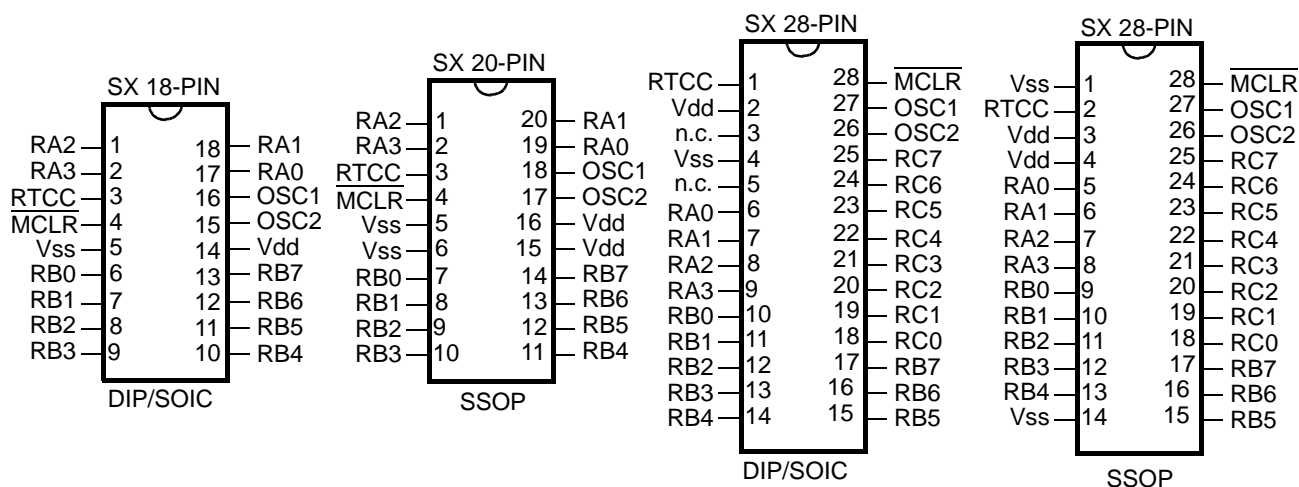 SX 18-PIN
RA2 1 18 RA1
RA3 2 17 RA0
RTCC 3 16 OSC1
MCLR 4 15 OSC2
Vss 5 14 Vdd
RB0 6 13 RB7
RB1 7 12 RB6
RB2 8 11 RB5
RB3 9 10 RB4
DIP/SOIC
SX 20-PIN
RA2 1 20 RA1
RA3 2 19 RA0
RTCC 3 18 OSC1
MCLR 4 17 OSC2
Vss 5 16 Vdd
Vss 6 15 Vdd
RB0 7 14 RB7
RB1 8 13 RB6
RB2 9 12 RB5
RB3 10 11 RB4
SSOP
SX 28-PIN
RTCC 1 28 MCLR
Vdd 2 27 OSC1
n.c. 3 26 OSC2
Vss 4 25 RC7
n.c. 5 24 RC6
RA0 6 23 RC5
RA1 7 22 RC4
RA2 8 21 RC3
RA3 9 20 RC2
RB0 10 19 RC1
RB1 11 18 RC0
RB2 12 17 RB7
RB3 13 16 RB6
RB4 14 15 RB5
DIP/SOIC
SX 28-PIN
Vss 1 28 MCLR
RTCC 2 27 OSC1
Vdd 3 26 OSC2
Vdd 4 25 RC7
RA0 5 24 RC6
RA1 6 23 RC5
RA2 7 22 RC4
RA3 8 21 RC3
RB0 9 20 RC2
RB1 10 19 RC1
RB2 11 18 RC0
RB3 12 17 RB7
RB4 13 16 RB6
Vss 14 15 RB5
SSOP